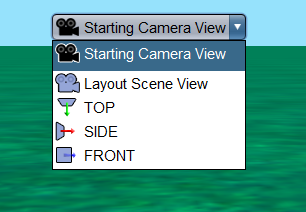 Starting Camera View
Starting Camera View
Layout Scene View
TOP
SIDE
FRONT